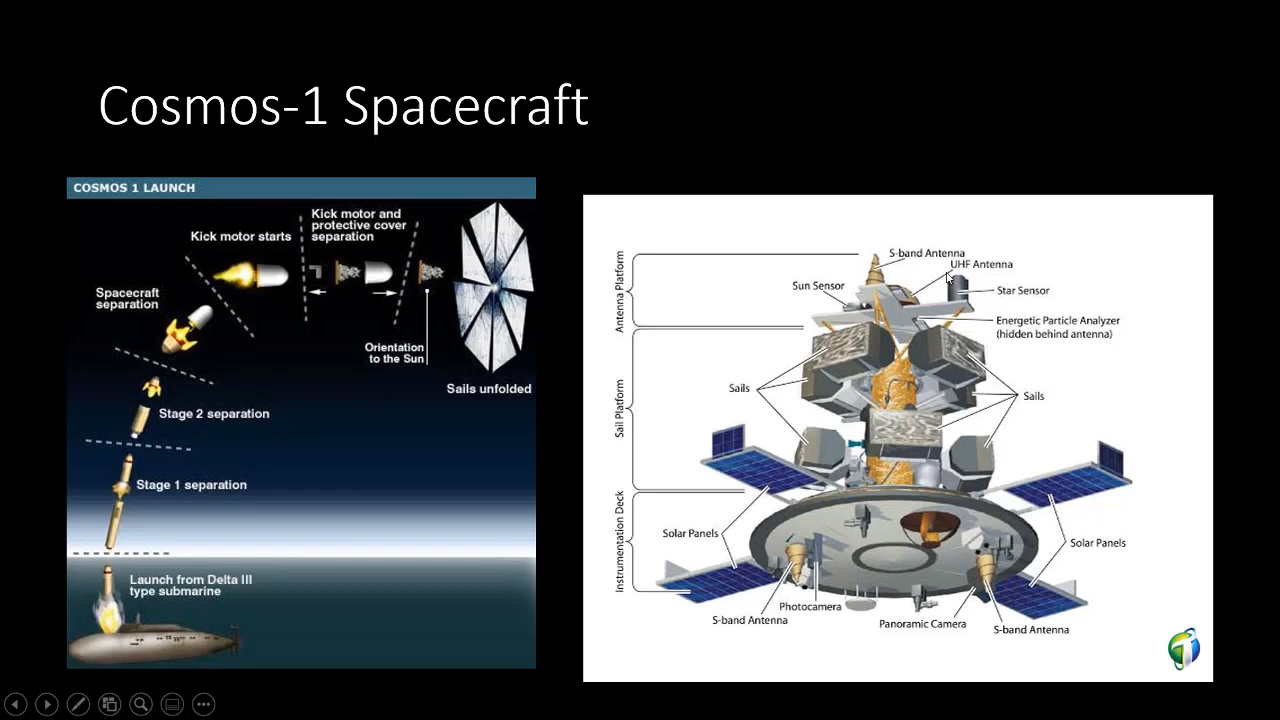 Cosmos-1 Spacecraft
COSMOS 1 LAUNCH
Kick motor starts
Kick motor and
protective cover
separation
Spacecraft
separation
Orientation
to the Sun
Sails unfolded
Stage 2 separation
Stage 1 separation
Launch from Delta III
type submarine
Antenna Platform
Sail Platform
Instrumentation Deck
S-band Antenna
UHF Antenna
Sun Sensor
Star Sensor
Energetic Particle Analyzer
(hidden behind antenna)
Sails
Sails
Solar Panels
Solar Panels
Photocamera
S-band Antenna
Panoramic Camera
S-band Antenna